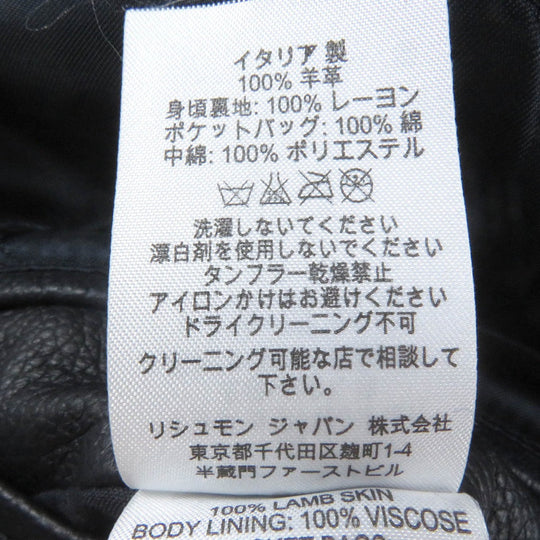 イタリア製
100% 羊革
身頃裏地: 100% レーヨン
ポケットバッグ: 100% 綿
中綿: 100% ポリエステル
洗濯しないでください
漂白剤を使用しないでください
タンフラー乾燥禁止
アイロンかけはお避けください
ドライクリーニング不可
クリーニング可能な店で相談して
下さい。
リシュモン ジャパン 株式会社
東京都千代田区麹町1-4
半蔵門ファーストビル
100% LAMB SKIN
BODY LINING: 100% VISCOSE